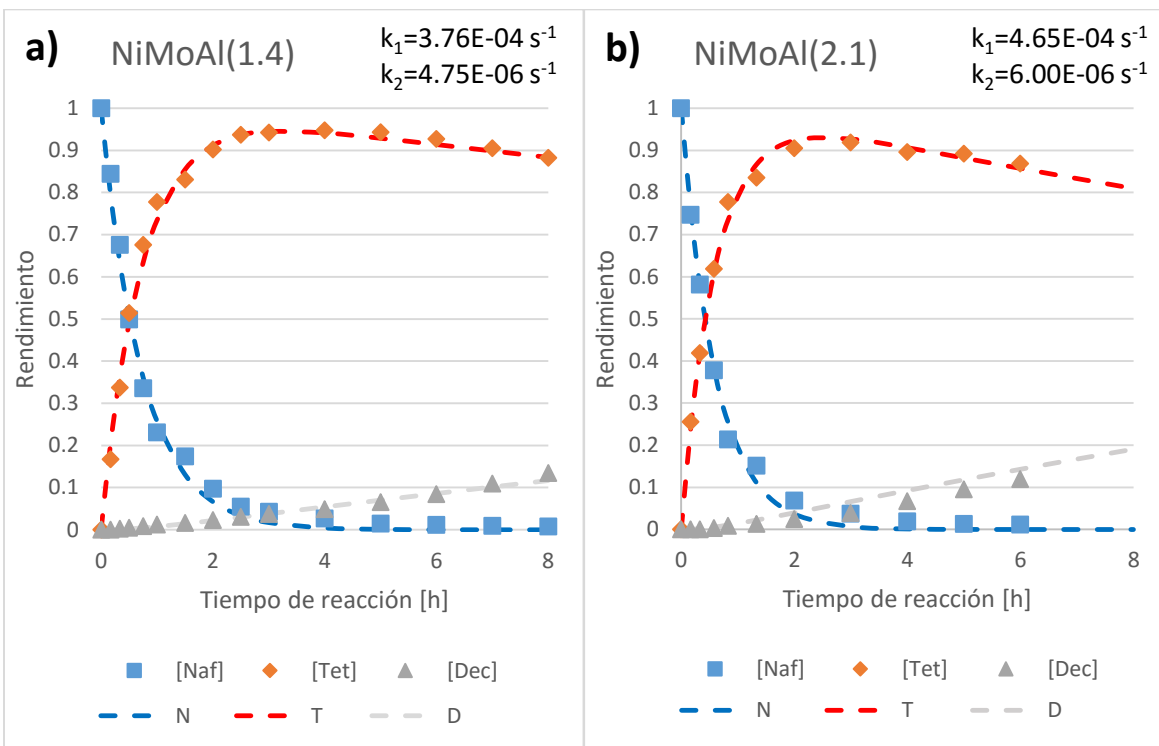 a) NiMoAl(1.4)
k₁=3.76E-04 s⁻¹
k₂=4.75E-06 s⁻¹
1
0.9
0.8
0.7
0.6
0.5
0.4
0.3
0.2
0.1
0
Rendimiento
0 2 4 6 8
Tiempo de reacción [h]
[Naf] [Tet] [Dec]
N T D
b) NiMoAl(2.1)
k₁=4.65E-04 s⁻¹
k₂=6.00E-06 s⁻¹
1
0.9
0.8
0.7
0.6
0.5
0.4
0.3
0.2
0.1
0
Rendimiento
0 2 4 6 8
Tiempo de reacción [h]
[Naf] [Tet] [Dec]
N T D